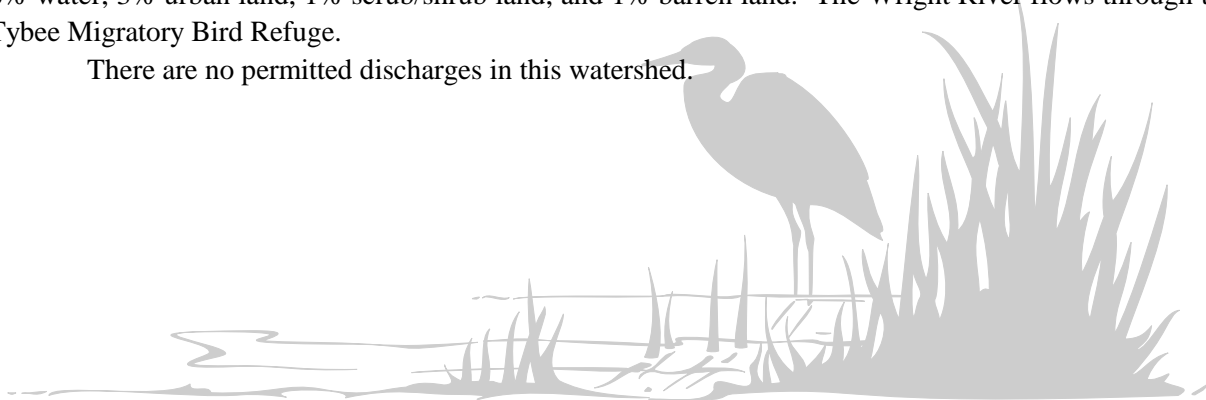 water, 3% urban land, 1% scrub/shrub land, and 1% barren land. The Wright River flows through
Tybee Migratory Bird Refuge.
There are no permitted discharges in this watershed.